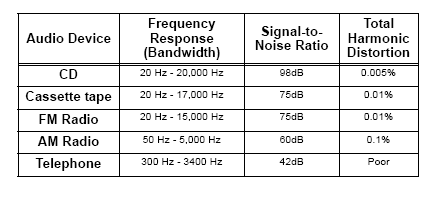 Audio Device Frequency Response (Bandwidth) Signal-to-Noise Ratio Total Harmonic Distortion
CD 20 Hz - 20,000 Hz 98dB 0.005%
Cassette tape 20 Hz - 17,000 Hz 75dB 0.01%
FM Radio 20 Hz - 15,000 Hz 75dB 0.01%
AM Radio 50 Hz - 5,000 Hz 60dB 0.1%
Telephone 300 Hz - 3400 Hz 42dB Poor